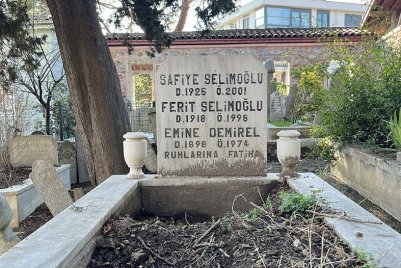 SAFİYE SELİMOĞLU
D.1925 Ö.2001
FERİT SELİMOĞLU
D.1918 Ö.1998
EMİNE DEMİREL
D.1898 Ö.1974
RUHLARINA FATİHA